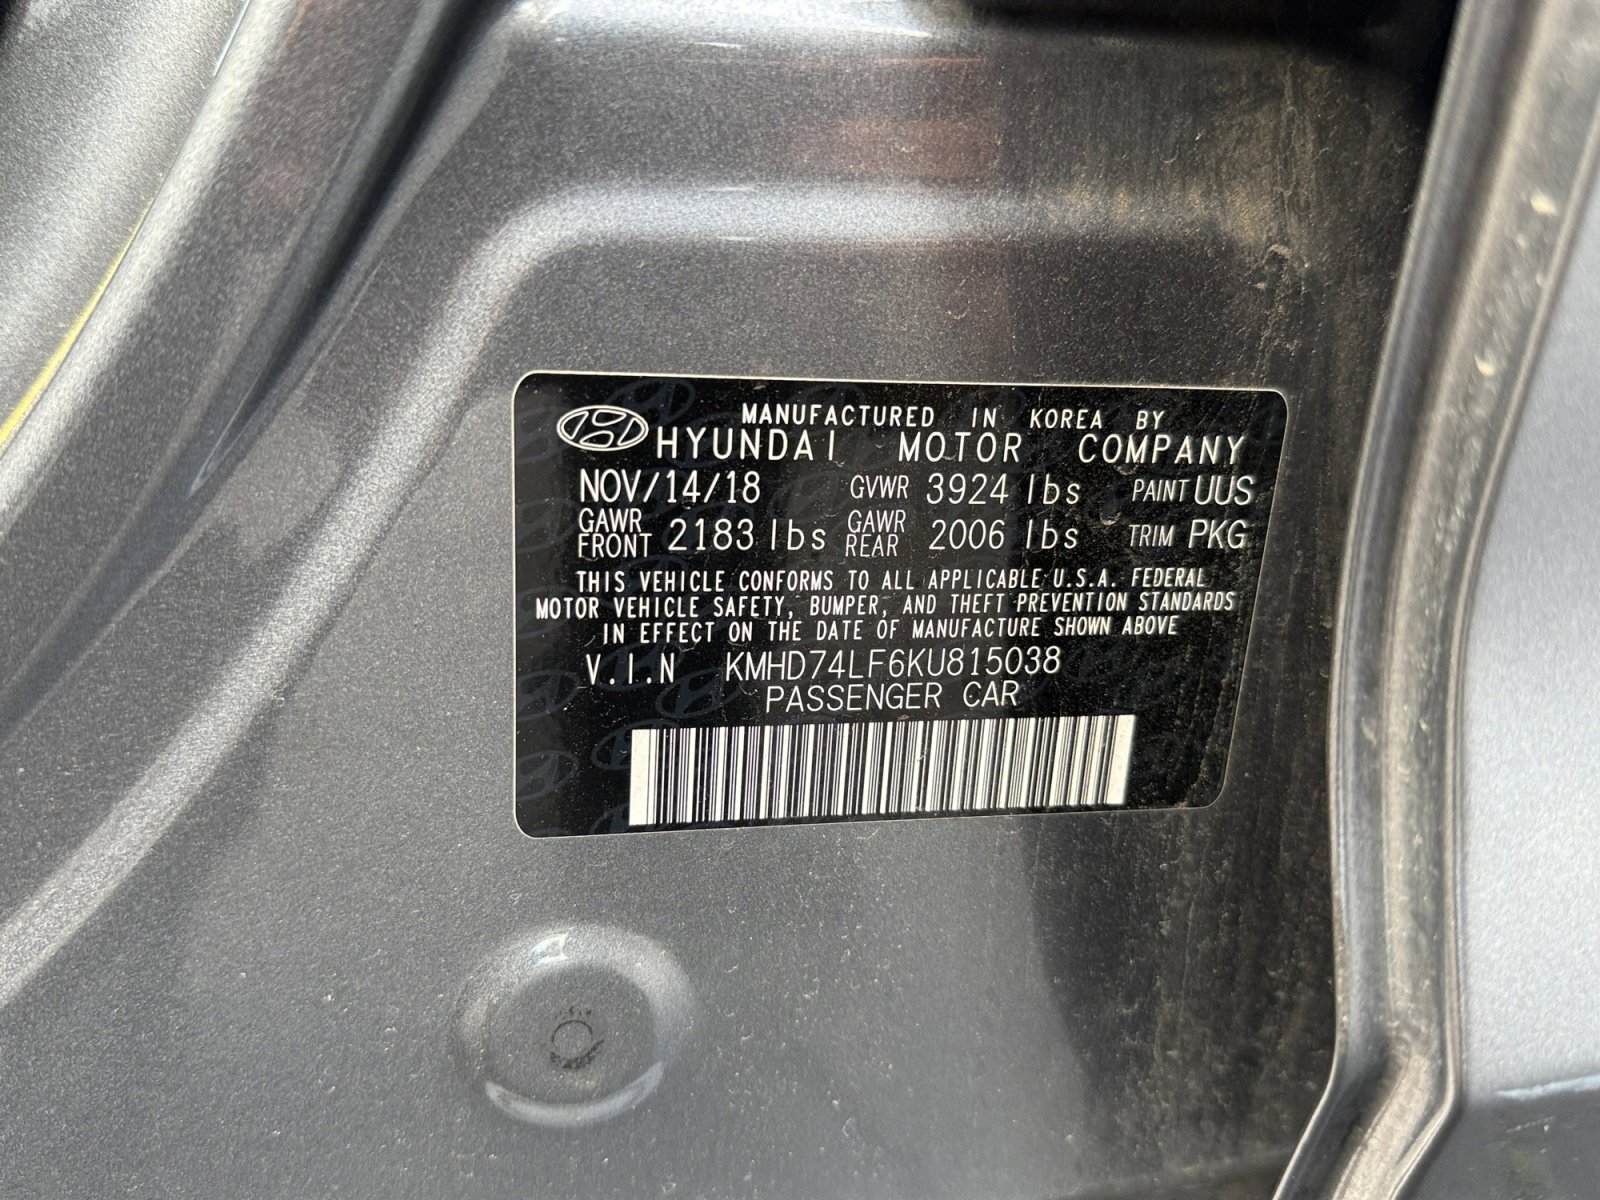 MANUFACTURED IN KOREA BY
HYUNDAI MOTOR COMPANY
NOV/14/18 GVWR 3924 lbs PAINT UUS
GAWR FRONT 2183 lbs GAWR REAR 2006 lbs TRIM PKG
THIS VEHICLE CONFORMS TO ALL APPLICABLE U.S.A. FEDERAL
MOTOR VEHICLE SAFETY, BUMPER, AND THEFT PREVENTION STANDARDS
IN EFFECT ON THE DATE OF MANUFACTURE SHOWN ABOVE
V.I.N KMHD74LF6KU815038
PASSENGER CAR